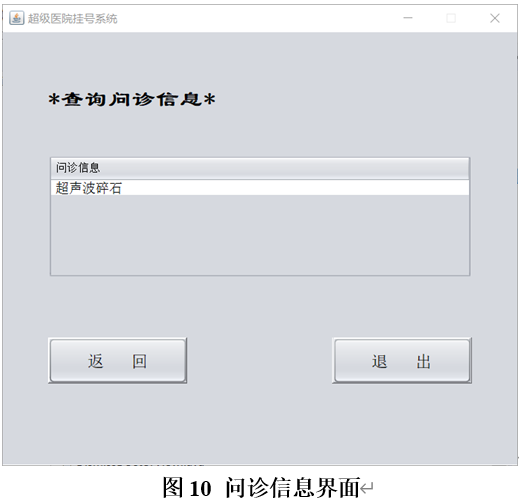 超级医院挂号系统
*查询问诊信息*
问诊信息
超声波碎石
返 回
退 出
图 10 问诊信息界面